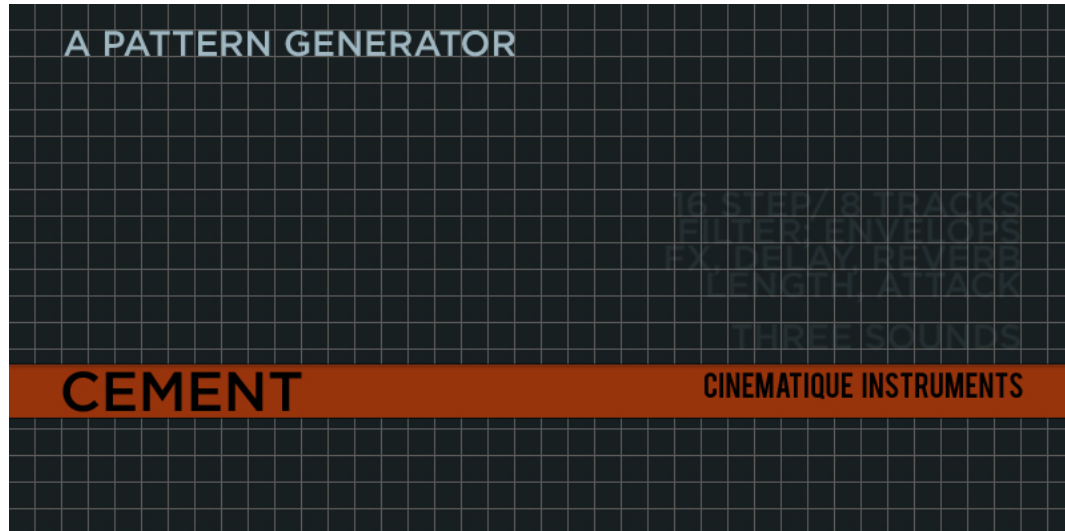 A PATTERN GENERATOR
16 STEP/ 8 TRACKS
FILTER; ENVELOPS
FX, DELAY, REVERB
LENGTH, ATTACK
THREE SOUNDS
CEMENT
CINEMATIQUE INSTRUMENTS